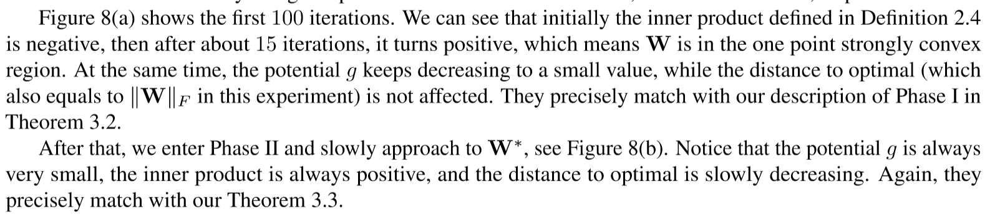 Figure 8(a) shows the first 100 iterations. We can see that initially the inner product defined in Definition 2.4
is negative, then after about 15 iterations, it turns positive, which means W is in the one point strongly convex
region. At the same time, the potential g keeps decreasing to a small value, while the distance to optimal (which
also equals to ‖W‖_F in this experiment) is not affected. They precisely match with our description of Phase I in
Theorem 3.2.
After that, we enter Phase II and slowly approach to W*, see Figure 8(b). Notice that the potential g is always
very small, the inner product is always positive, and the distance to optimal is slowly decreasing. Again, they
precisely match with our Theorem 3.3.